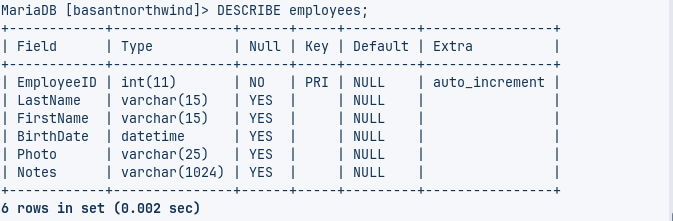 MariaDB [basantnorthwind]> DESCRIBE employees;
+------------+---------------+------+-----+---------+----------------+
| Field      | Type          | Null | Key | Default | Extra          |
+------------+---------------+------+-----+---------+----------------+
| EmployeeID | int(11)       | NO   | PRI | NULL    | auto_increment |
| LastName   | varchar(15)   | YES  |     | NULL    |                |
| FirstName  | varchar(15)   | YES  |     | NULL    |                |
| BirthDate  | datetime      | YES  |     | NULL    |                |
| Photo      | varchar(25)   | YES  |     | NULL    |                |
| Notes      | varchar(1024) | YES  |     | NULL    |                |
+------------+---------------+------+-----+---------+----------------+
6 rows in set (0.002 sec)